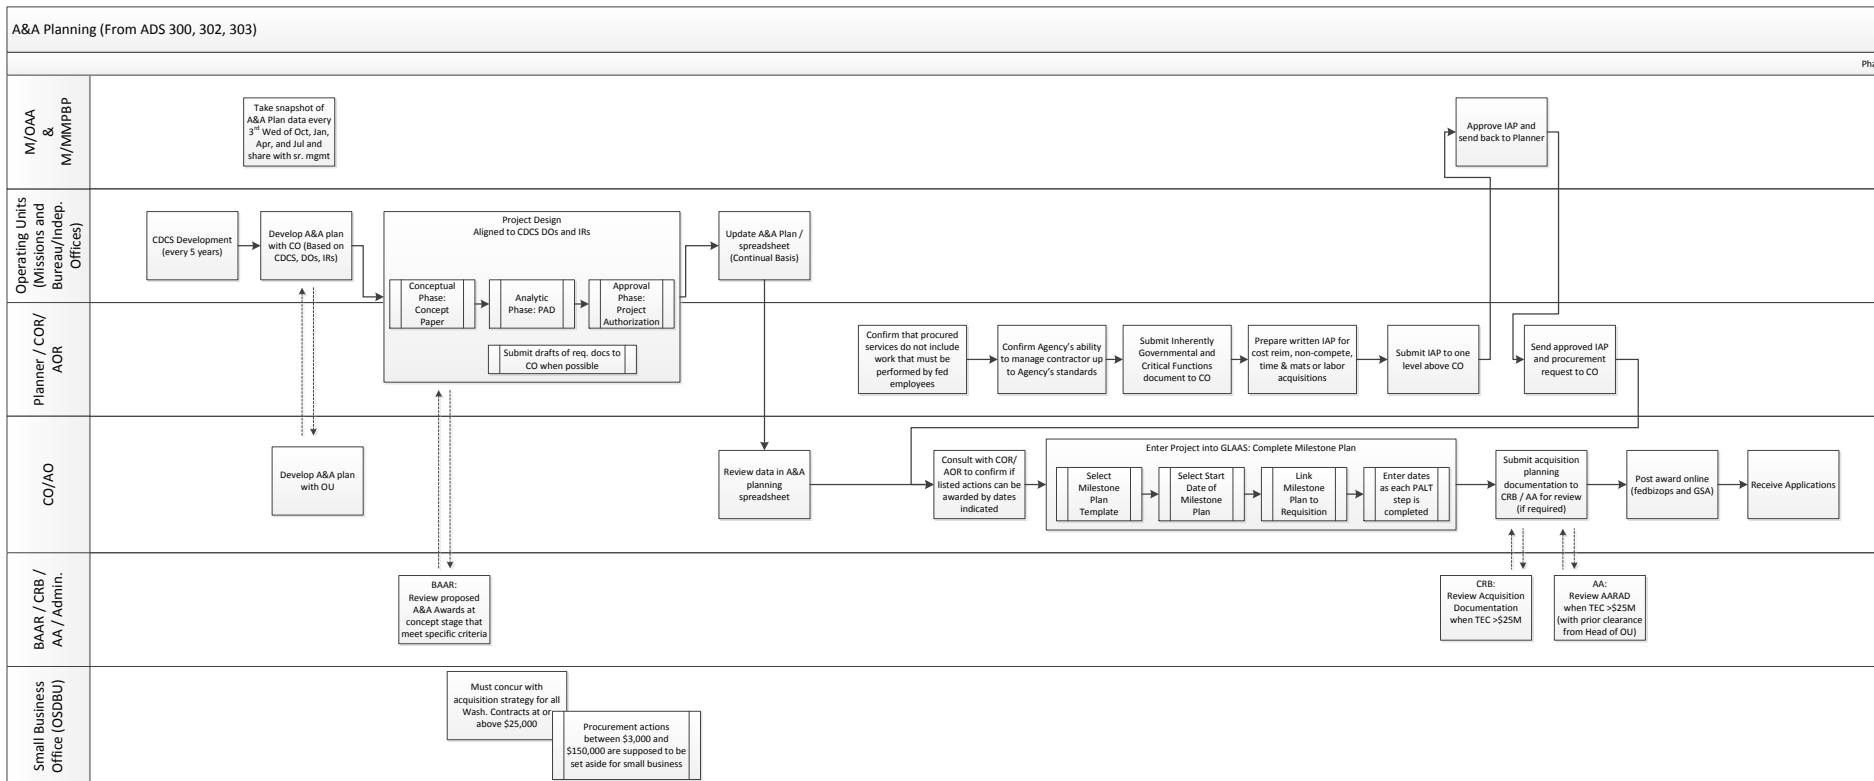 A&A Planning (From ADS 300, 302, 303)
Pha
M/OAA
&
M/MMPBP
Take snapshot of
A&A Plan data every
3rd Wed of Oct, Jan,
Apr, and Jul and
share with sr. mgmt
Approve IAP and
send back to Planner
Operating Units
(Missions and
Bureau/Indep.
Offices)
CDCS Development
(every 5 years)
Develop A&A plan
with CO (Based on
CDCS, DOs, IRs)
Project Design
Aligned to CDCS DOs and IRs
Conceptual
Phase:
Concept
Paper
Analytic
Phase: PAD
Approval
Phase:
Project
Authorization
Submit drafts of req. docs to
CO when possible
Update A&A Plan /
spreadsheet
(Continual Basis)
Planner / COR/
AOR
Confirm that procured
services do not include
work that must be
performed by fed
employees
Confirm Agency's ability
to manage contractor up
to Agency's standards
Submit Inherently
Governmental and
Critical Functions
document to CO
Prepare written IAP for
cost reim, non-compete,
time & mats or labor
acquisitions
Submit IAP to one
level above CO
Send approved IAP
and procurement
request to CO
CO/AO
Develop A&A plan
with OU
Review data in A&A
planning
spreadsheet
Consult with COR/
AOR to confirm if
listed actions can be
awarded by dates
indicated
Enter Project into GLAAS: Complete Milestone Plan
Select
Milestone
Plan
Template
Select Start
Date of
Milestone
Plan
Link
Milestone
Plan to
Requisition
Enter dates
as each PALT
step is
completed
Submit acquisition
planning
documentation to
CRB / AA for review
(if required)
Post award online
(fedbizops and GSA)
Receive Applications
BAAR / CRB /
AA / Admin.
BAAR:
Review proposed
A&A Awards at
concept stage that
meet specific criteria
CRB:
Review Acquisition
Documentation
when TEC >$25M
AA:
Review AARAD
when TEC >$25M
(with prior clearance
from Head of OU)
Small Business
Office (OSDBU)
Must concur with
acquisition strategy for all
Wash. Contracts at or
above $25,000
Procurement actions
between $3,000 and
$150,000 are supposed to be
set aside for small business